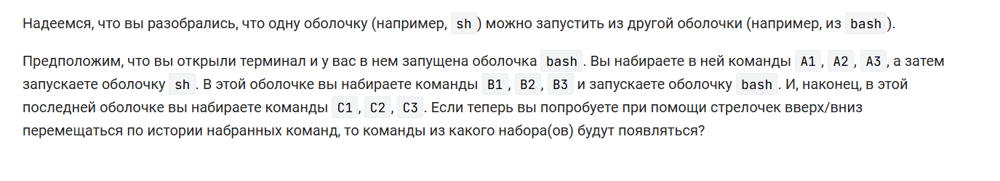 Надеемся, что вы разобрались, что одну оболочку (например, sh) можно запустить из другой оболочки (например, из bash).
Предположим, что вы открыли терминал и у вас в нем запущена оболочка bash. Вы набираете в ней команды A1, A2, A3, а затем
запускаете оболочку sh. В этой оболочке вы набираете команды B1, B2, B3 и запускаете оболочку bash. И, наконец, в этой
последней оболочке вы набираете команды C1, C2, C3. Если теперь вы попробуете при помощи стрелочек вверх/вниз
перемещаться по истории набранных команд, то команды из какого набора(ов) будут появляться?